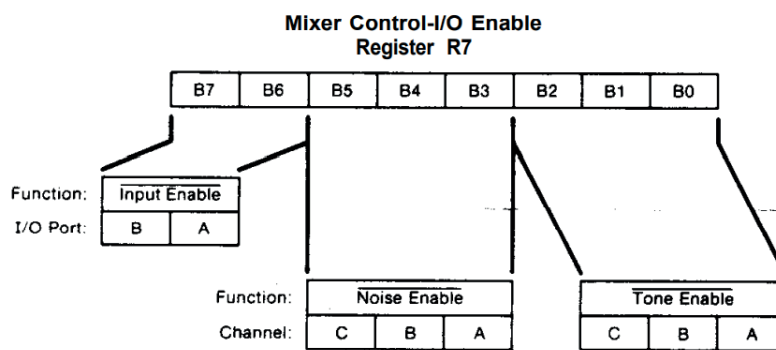 Mixer Control-I/O Enable
Register R7
B7 B6 B5 B4 B3 B2 B1 B0
Function: Input Enable
I/O Port: B A
Function: Noise Enable Tone Enable
Channel: C B A C B A